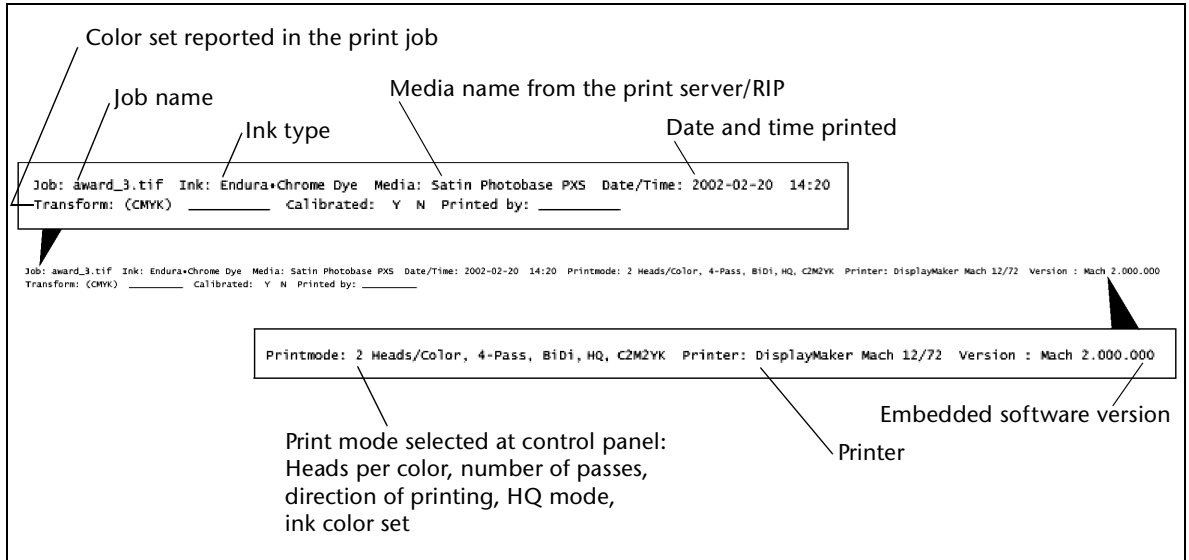 Color set reported in the print job
Job name
Media name from the print server/RIP
Ink type
Date and time printed
Job: award_3.tif Ink: Endura•Chrome Dye Media: Satin Photobase PXS Date/Time: 2002-02-20 14:20
Transform: (CMYK) __________ Calibrated: Y N Printed by: __________
Job: award_3.tif Ink: Endura•Chrome Dye Media: Satin Photobase PXS Date/Time: 2002-02-20 14:20 Printmode: 2 Heads/Color, 4-Pass, BiDi, HQ, C2M2YK Printer: DisplayMaker Mach 12/72 Version : Mach 2.000.000
Transform: (CMYK) __________ Calibrated: Y N Printed by: __________
Printmode: 2 Heads/Color, 4-Pass, BiDi, HQ, C2M2YK Printer: DisplayMaker Mach 12/72 Version : Mach 2.000.000
Embedded software version
Print mode selected at control panel:
Printer
Heads per color, number of passes,
direction of printing, HQ mode,
ink color set